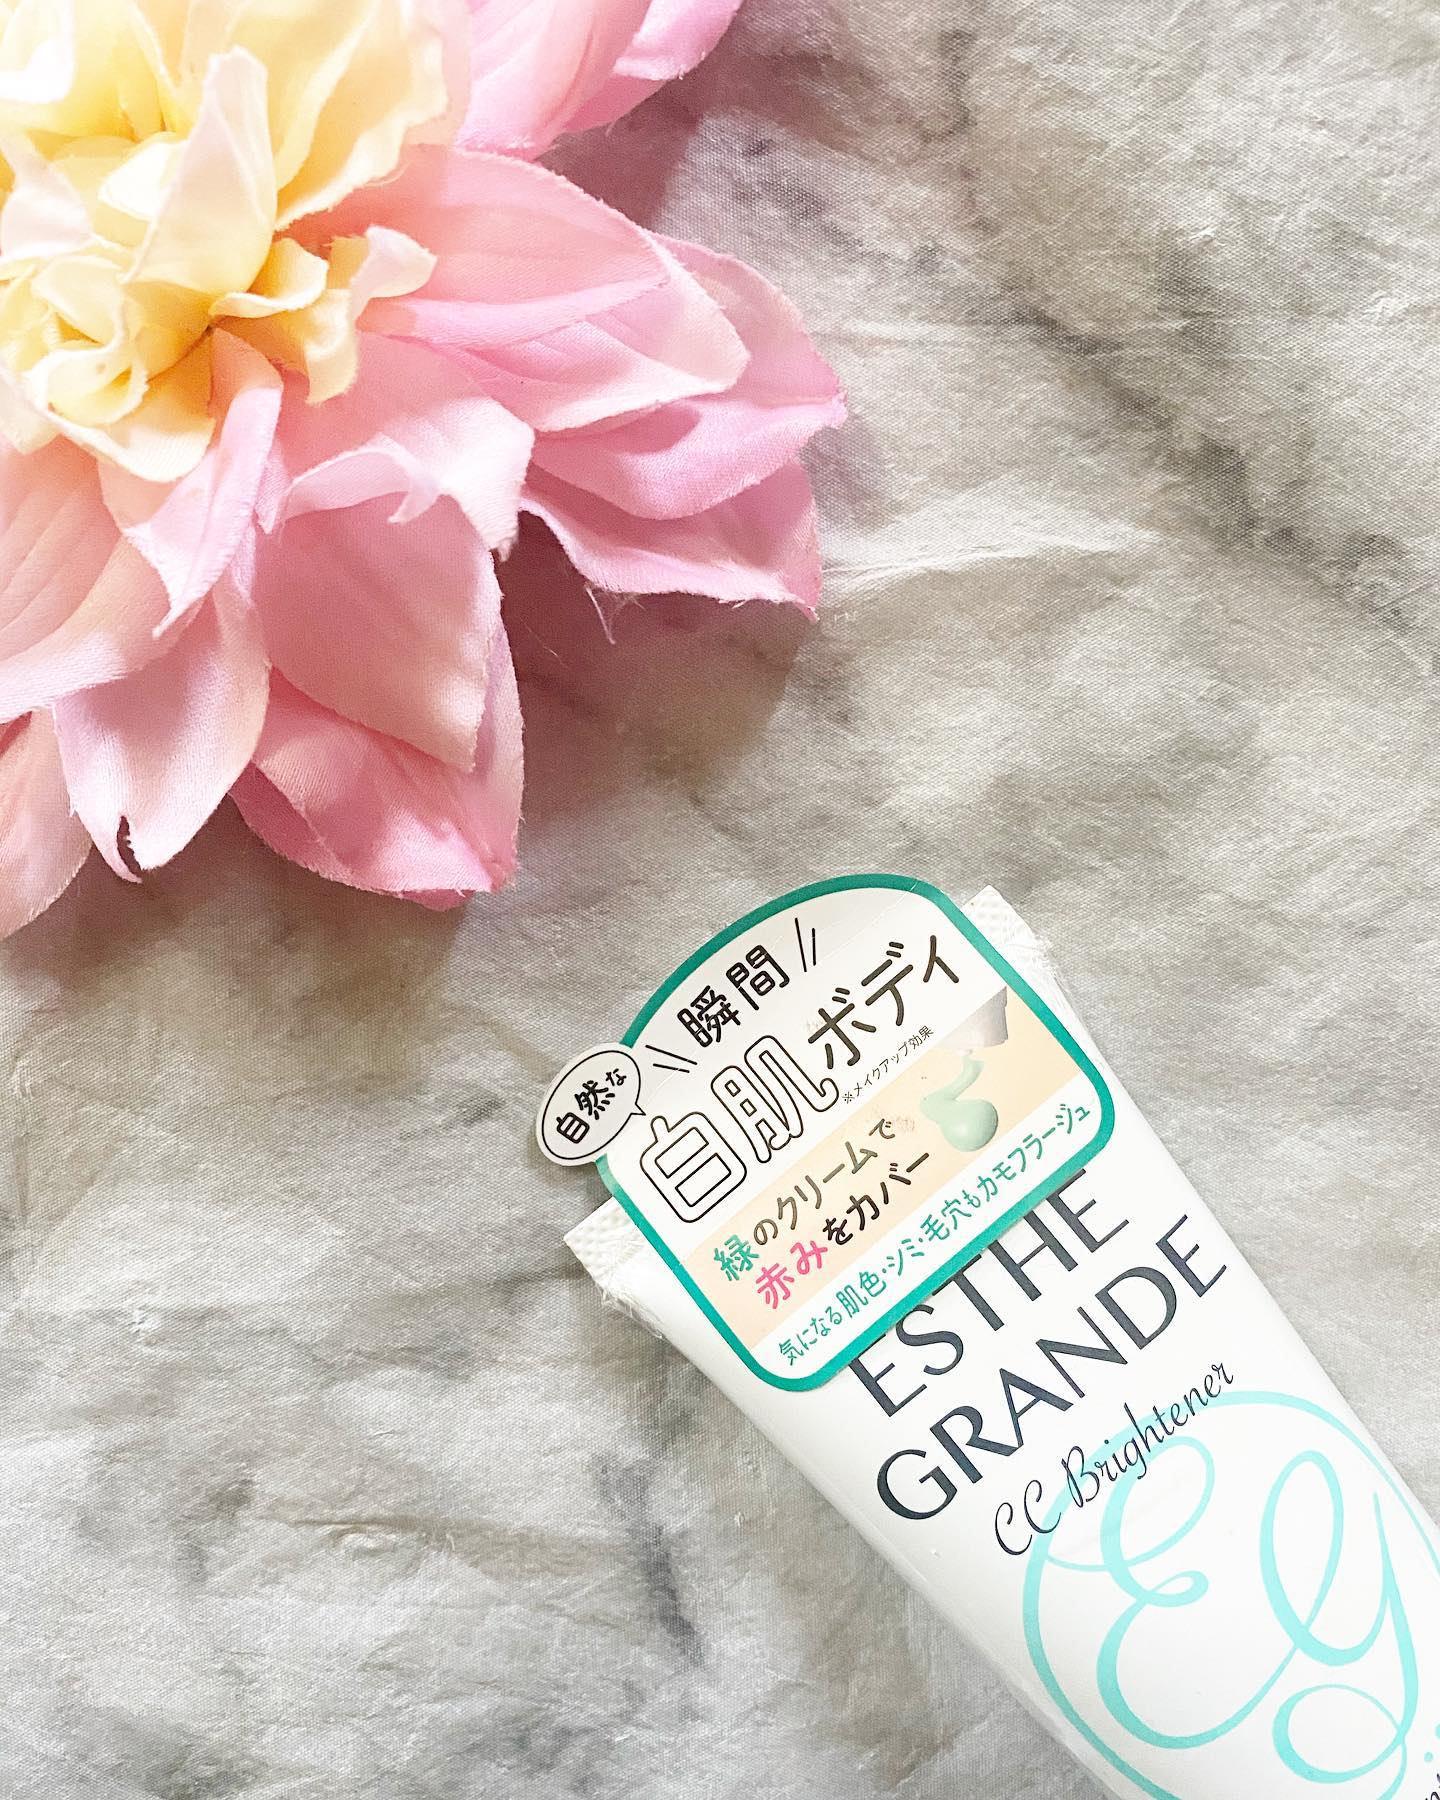 自然な
瞬間
白肌ボディ
※メイクアップ効果
緑のクリームで
赤みをカバー
気になる肌色・シミ・毛穴もカモフラージュ
ESTHE
GRANDE
CC Brightener
EG